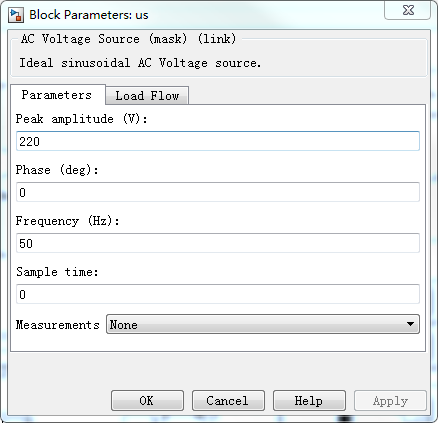 Block Parameters: us
AC Voltage Source (mask) (link)
Ideal sinusoidal AC Voltage source.
Parameters
Load Flow
Peak amplitude (V):
220
Phase (deg):
0
Frequency (Hz):
50
Sample time:
0
Measurements None
OK Cancel Help Apply